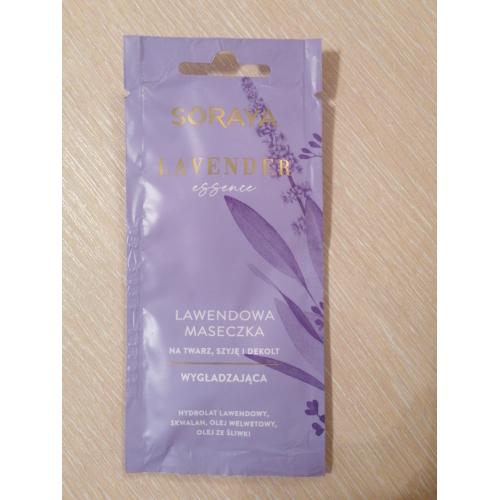 SORAYA
LAVENDER
essence
LAWENDOWA
MASECZKA
NA TWARZ, SZYJĘ I DEKOLT
WYGŁADZAJĄCA
HYDROLAT LAWENDOWY,
SKWALAN, OLEJ WELWETOWY,
OLEJ ZE ŚLIWKI